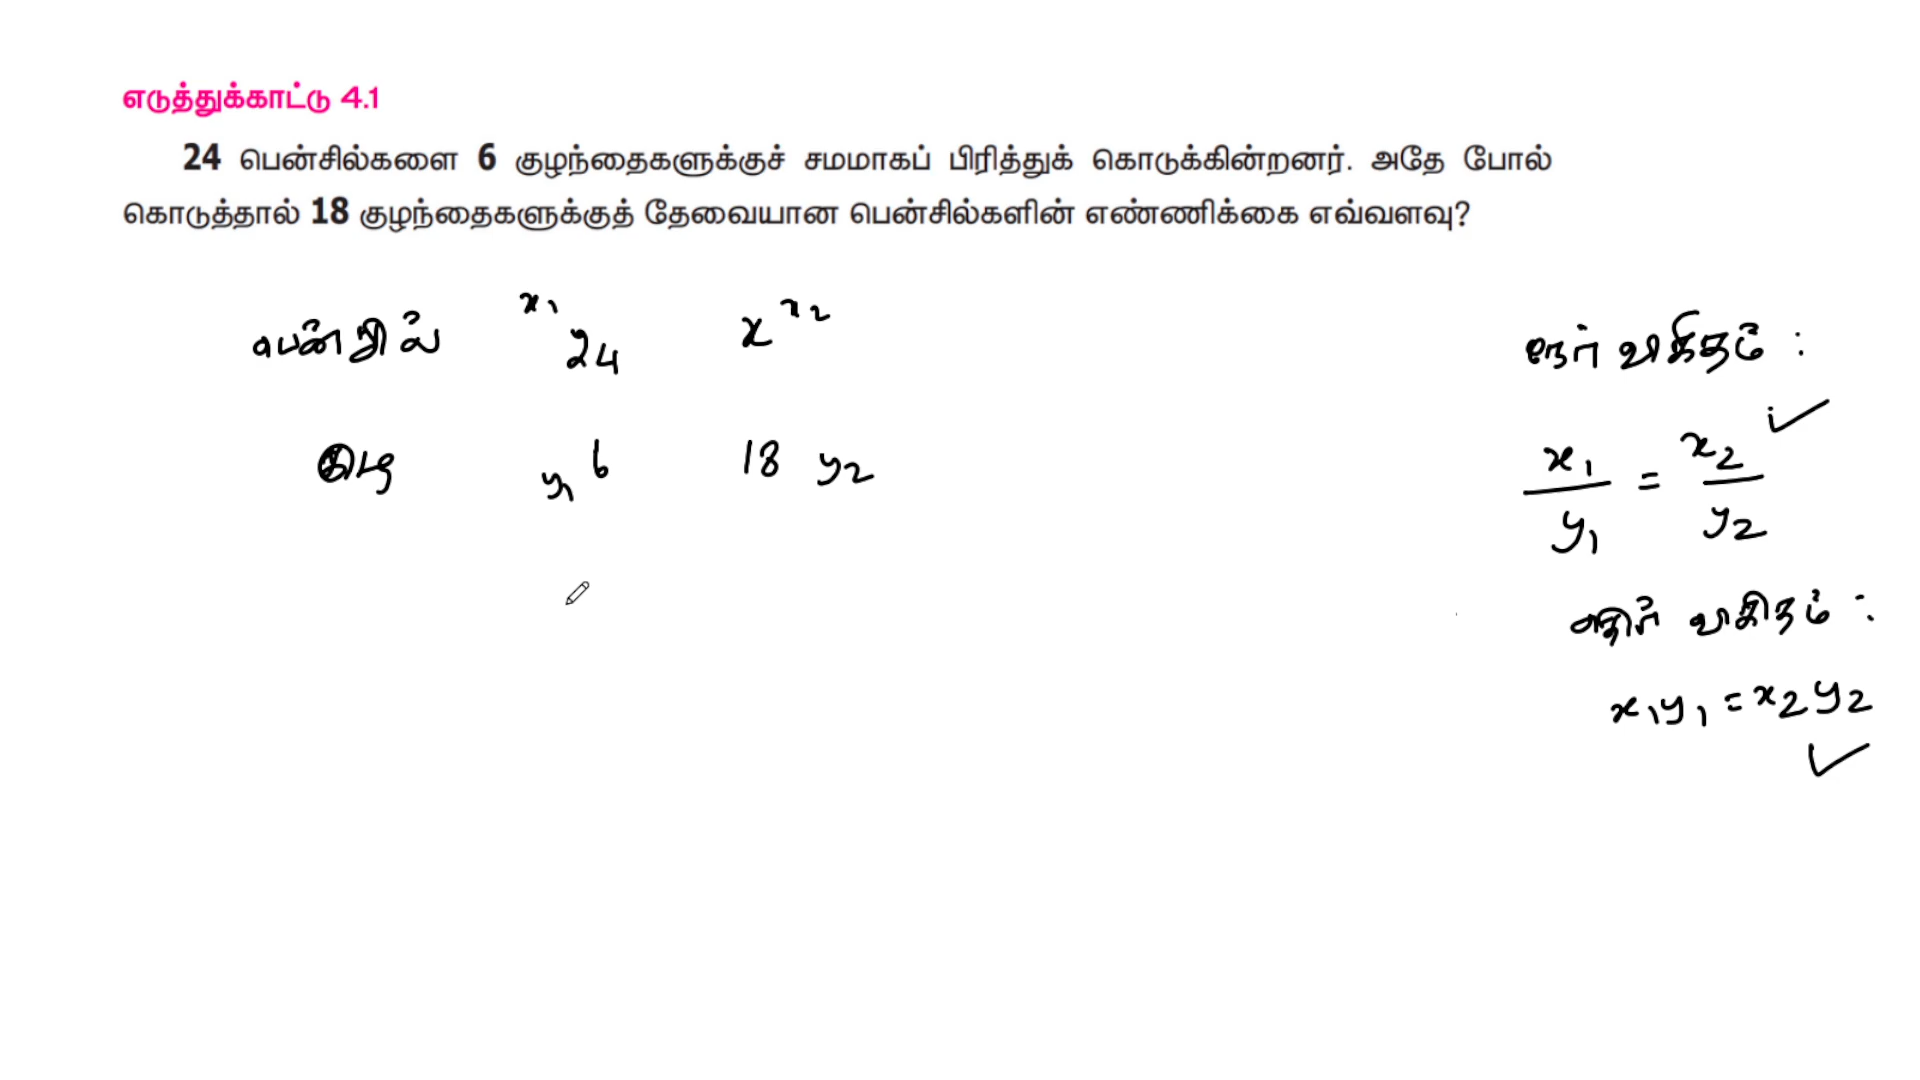 எடுத்துக்காட்டு 4.1
24 பென்சில்களை 6 குழந்தைகளுக்குச் சமமாகப் பிரித்துக் கொடுக்கின்றனர். அதே போல்
கொடுத்தால் 18 குழந்தைகளுக்குத் தேவையான பென்சில்களின் எண்ணிக்கை எவ்வளவு?
பென்சில் x₁ 24 x x₂
y₁ 6 18 y₂
நேர் விகிதம் :
x₁/y₁ = x₂/y₂
எதிர் விகிதம் :
x₁y₁ = x₂y₂